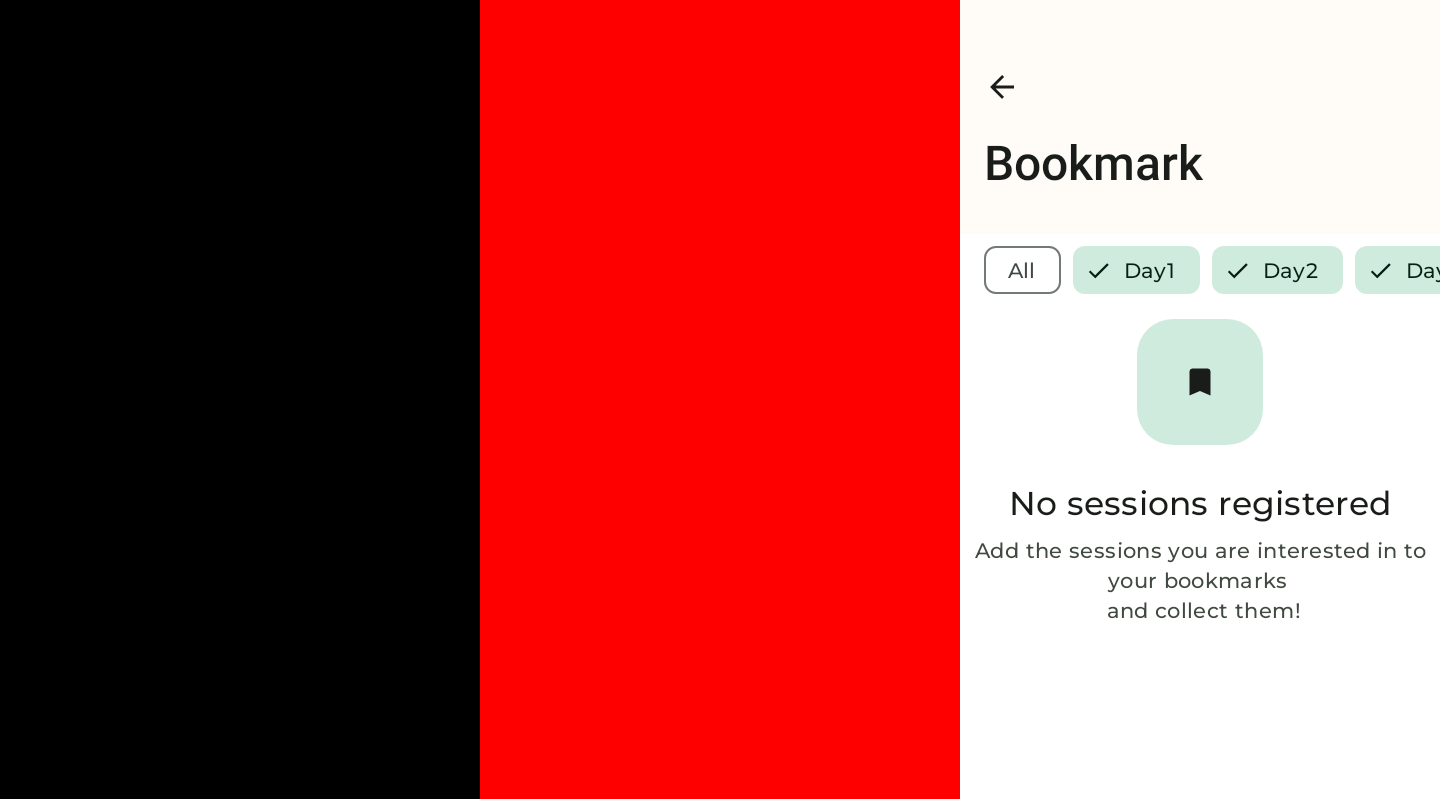 Bookmark
All
Day1
Day2
Day
No sessions registered
Add the sessions you are interested in to
your bookmarks
and collect them!